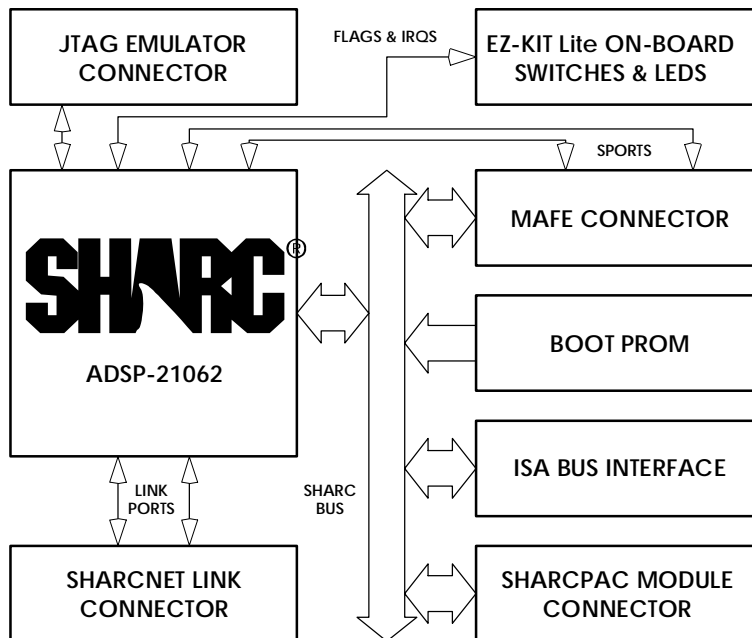 JTAG EMULATOR
CONNECTOR
FLAGS & IRQS
EZ-KIT Lite ON-BOARD
SWITCHES & LEDS
SPORTS
MAFE CONNECTOR
SHARC®
ADSP-21062
BOOT PROM
ISA BUS INTERFACE
LINK
PORTS
SHARC
BUS
SHARCNET LINK
CONNECTOR
SHARCPAC MODULE
CONNECTOR